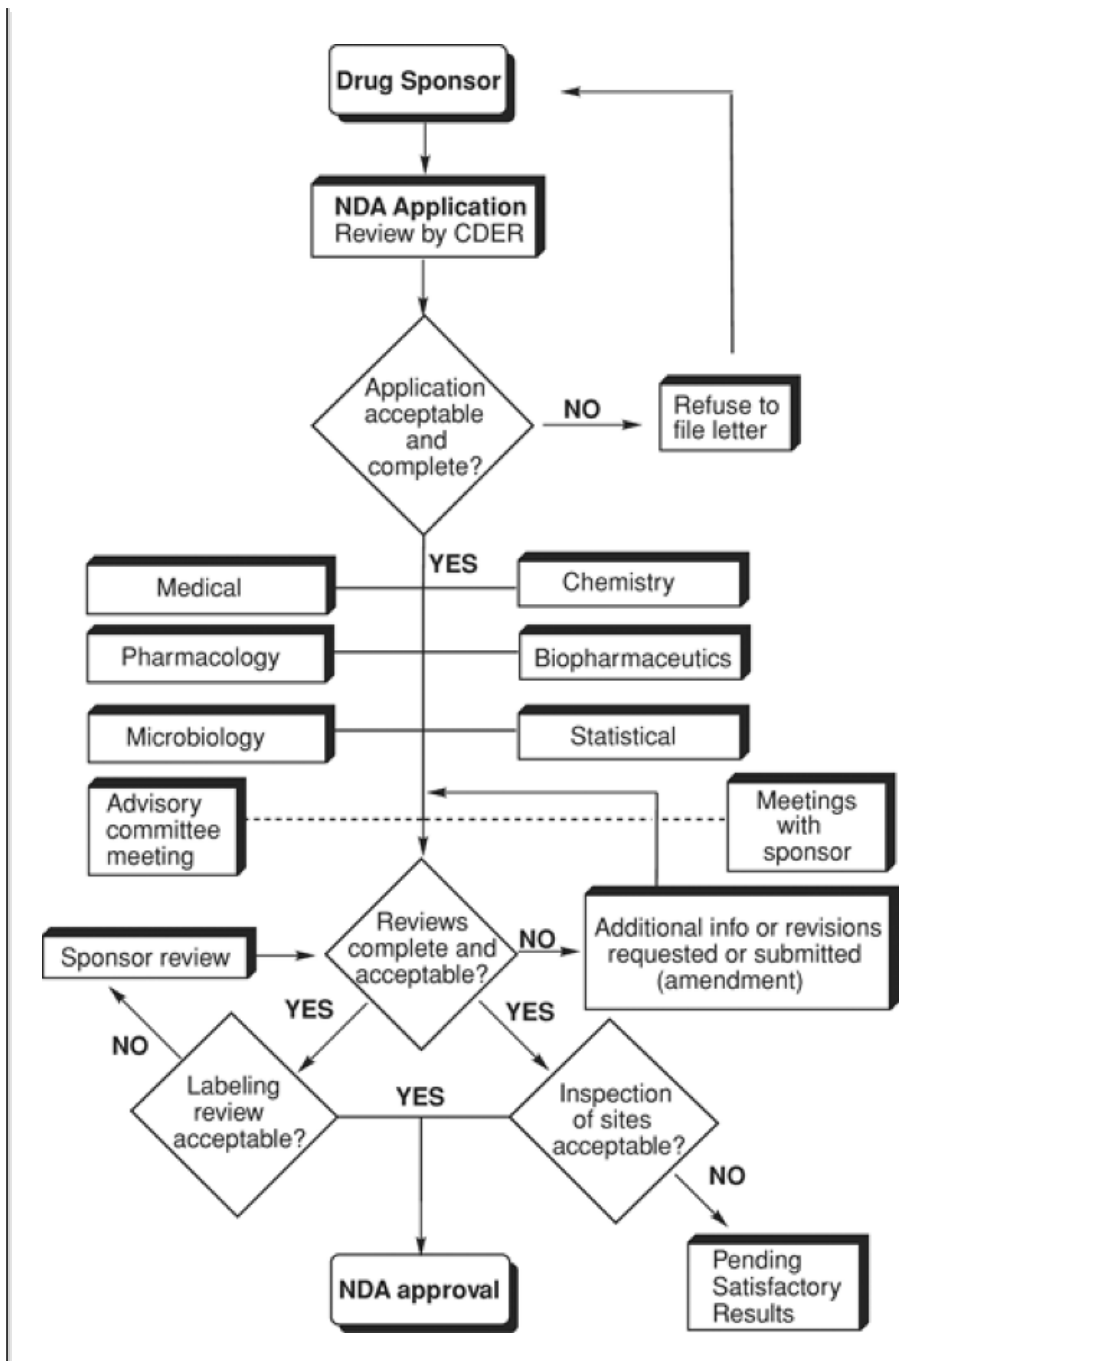 Drug Sponsor
NDA Application
Review by CDER
Application
acceptable
and
complete?
NO
Refuse to
file letter
YES
Medical
Chemistry
Pharmacology
Biopharmaceutics
Microbiology
Statistical
Advisory
committee
meeting
Meetings
with
sponsor
Reviews
complete and
acceptable?
NO
Additional info or revisions
requested or submitted
(amendment)
Sponsor review
YES
YES
NO
Labeling
review
acceptable?
YES
Inspection
of sites
acceptable?
NO
Pending
Satisfactory
Results
NDA approval